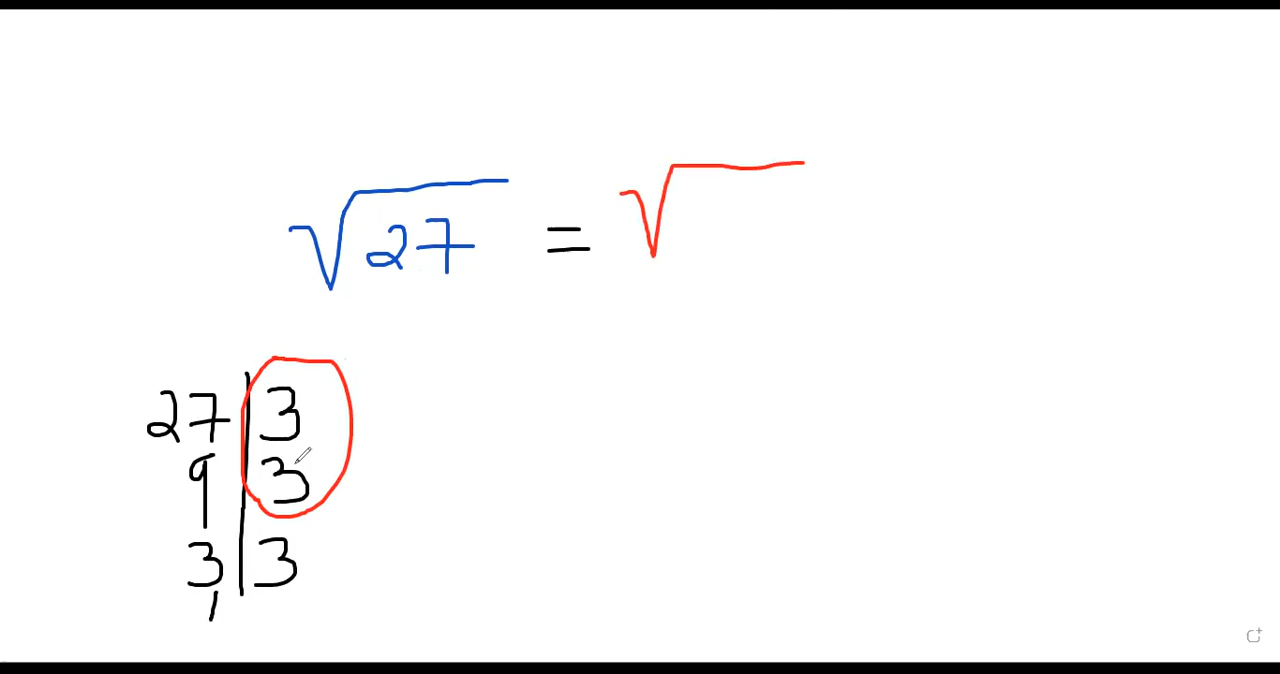 √27 = √
27 | 3
9 | 3
3 | 3
1